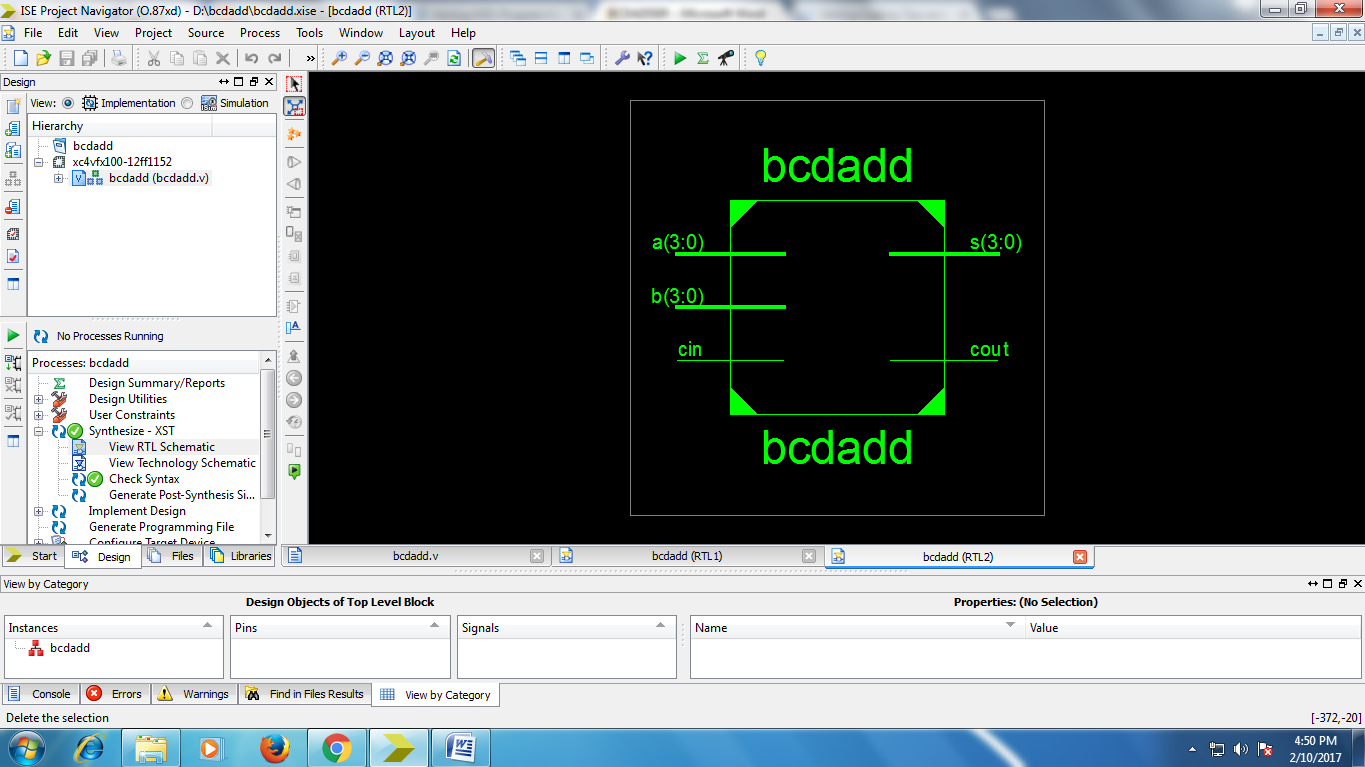 ISE Project Navigator (O.87xd) - D:\bcdadd\bcdadd.xise - [bcdadd (RTL2)]
File Edit View Project Source Process Tools Window Layout Help
»
Design
View: Implementation Simulation
Hierarchy
bcdadd
xc4vfx100-12ff1152
V bcdadd (bcdadd.v)
No Processes Running
Processes: bcdadd
Design Summary/Reports
Design Utilities
User Constraints
Synthesize - XST
View RTL Schematic
View Technology Schematic
Check Syntax
Generate Post-Synthesis Si...
Implement Design
Generate Programming File
Configure Target Device
Start Design Files Libraries
bcdadd
a(3:0) s(3:0)
b(3:0)
cin cout
bcdadd
bcdadd.v bcdadd (RTL1) bcdadd (RTL2)
View by Category
Design Objects of Top Level Block Properties: (No Selection)
Instances Pins Signals Name Value
bcdadd
Console Errors Warnings Find in Files Results View by Category
Delete the selection [-372,-20]
4:50 PM
2/10/2017